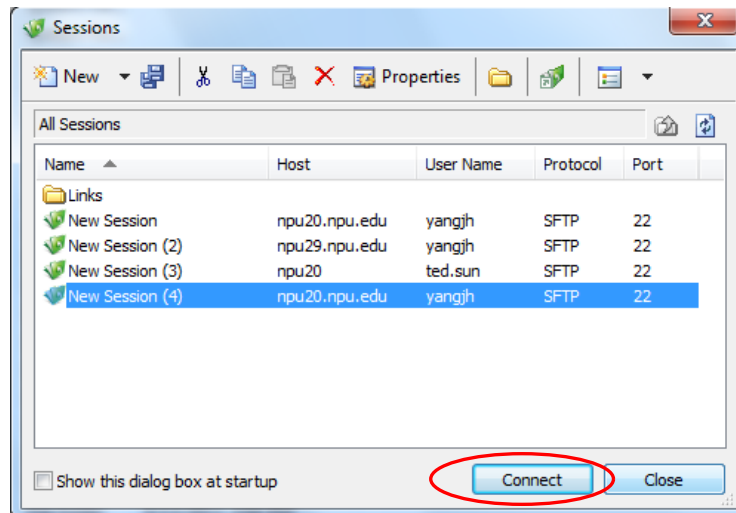 Sessions
New Properties
All Sessions
Name Host User Name Protocol Port
Links
New Session npu20.npu.edu yangjh SFTP 22
New Session (2) npu29.npu.edu yangjh SFTP 22
New Session (3) npu20 ted.sun SFTP 22
New Session (4) npu20.npu.edu yangjh SFTP 22
Show this dialog box at startup Connect Close